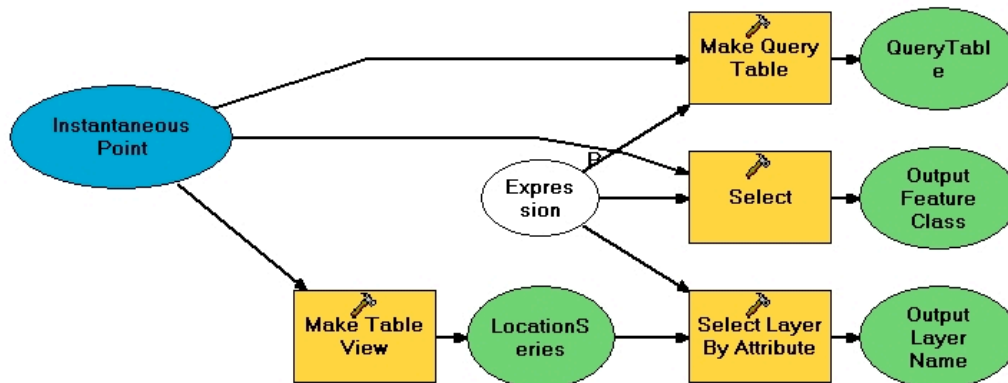 Make Query
Table
QueryTabl
e
Instantaneous
Point
P
Expres
sion
Select
Output
Feature
Class
Make Table
View
LocationS
eries
Select Layer
By Attribute
Output
Layer
Name